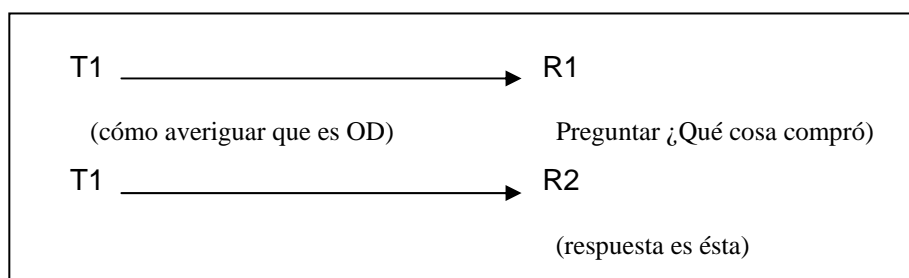 T1 R1
(cómo averiguar que es OD) Preguntar ¿Qué cosa compró)
T1 R2
(respuesta es ésta)